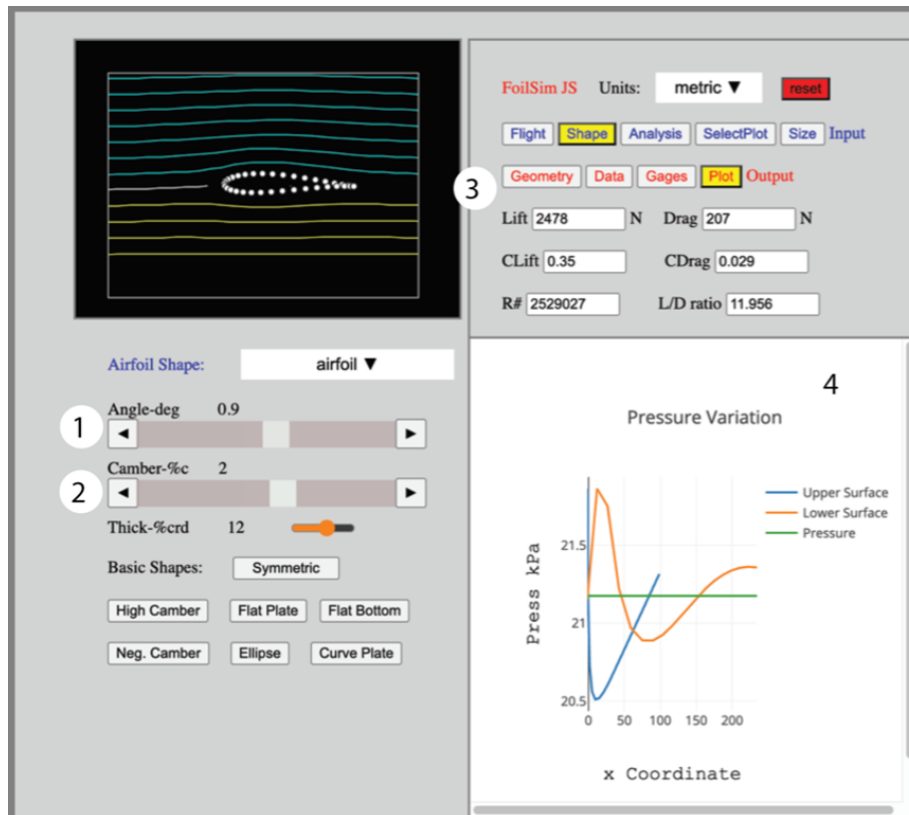 FoilSim JS Units: metric ▼ reset
Flight Shape Analysis SelectPlot Size Input
3
Geometry Data Gages Plot Output
Lift 2478 N Drag 207 N
CLift 0.35 CDrag 0.029
R# 2529027 L/D ratio 11.956
Airfoil Shape: airfoil ▼
1
Angle-deg 0.9
◄ ►
2
Camber-%c 2
◄ ►
Thick-%crd 12
Basic Shapes: Symmetric
High Camber Flat Plate Flat Bottom
Neg. Camber Ellipse Curve Plate
4
Pressure Variation
Upper Surface
Lower Surface
Pressure
Press kPa
21.5
21
20.5
0 50 100 150 200
x Coordinate